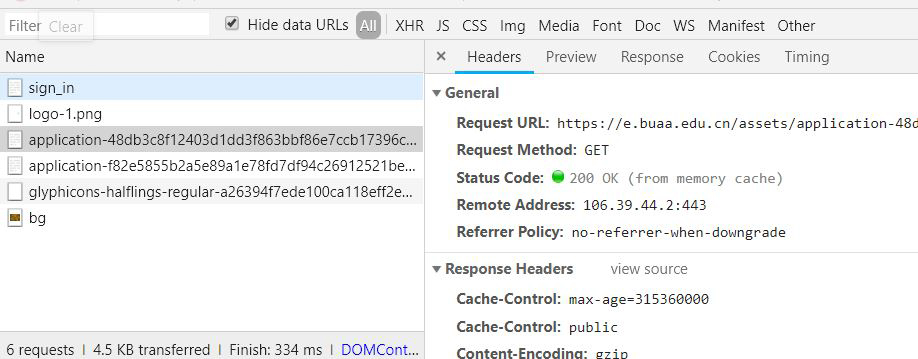 Filter Clear Hide data URLs All XHR JS CSS Img Media Font Doc WS Manifest Other
Name
sign_in
logo-1.png
application-48db3c8f12403d1dd3f863bbf86e7ccb17396c...
application-f82e5855b2a5e89a1e78fd7df94c26912521be...
glyphicons-halflings-regular-a26394f7ede100ca118eff2e...
bg
6 requests | 4.5 KB transferred | Finish: 334 ms | DOMCont...
× Headers Preview Response Cookies Timing
General
Request URL: https://e.buaa.edu.cn/assets/application-48d
Request Method: GET
Status Code: 200 OK (from memory cache)
Remote Address: 106.39.44.2:443
Referrer Policy: no-referrer-when-downgrade
Response Headers view source
Cache-Control: max-age=315360000
Cache-Control: public
Content-Encoding: gzip